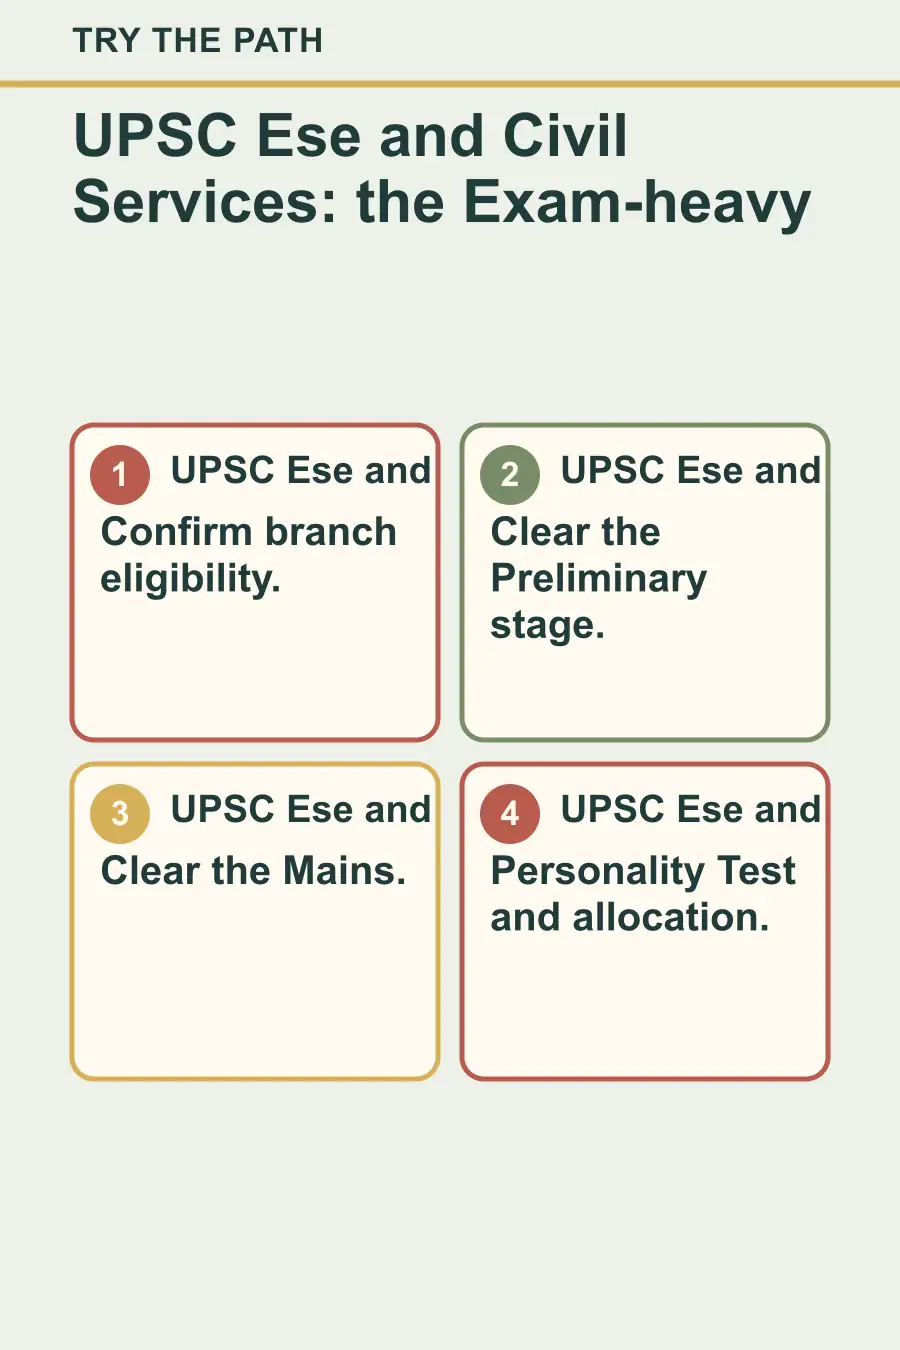 TRY THE PATH
UPSC Ese and Civil
Services: the Exam-heavy
1 UPSC Ese and
Confirm branch
eligibility.
2 UPSC Ese and
Clear the
Preliminary
stage.
3 UPSC Ese and
Clear the Mains.
4 UPSC Ese and
Personality Test
and allocation.